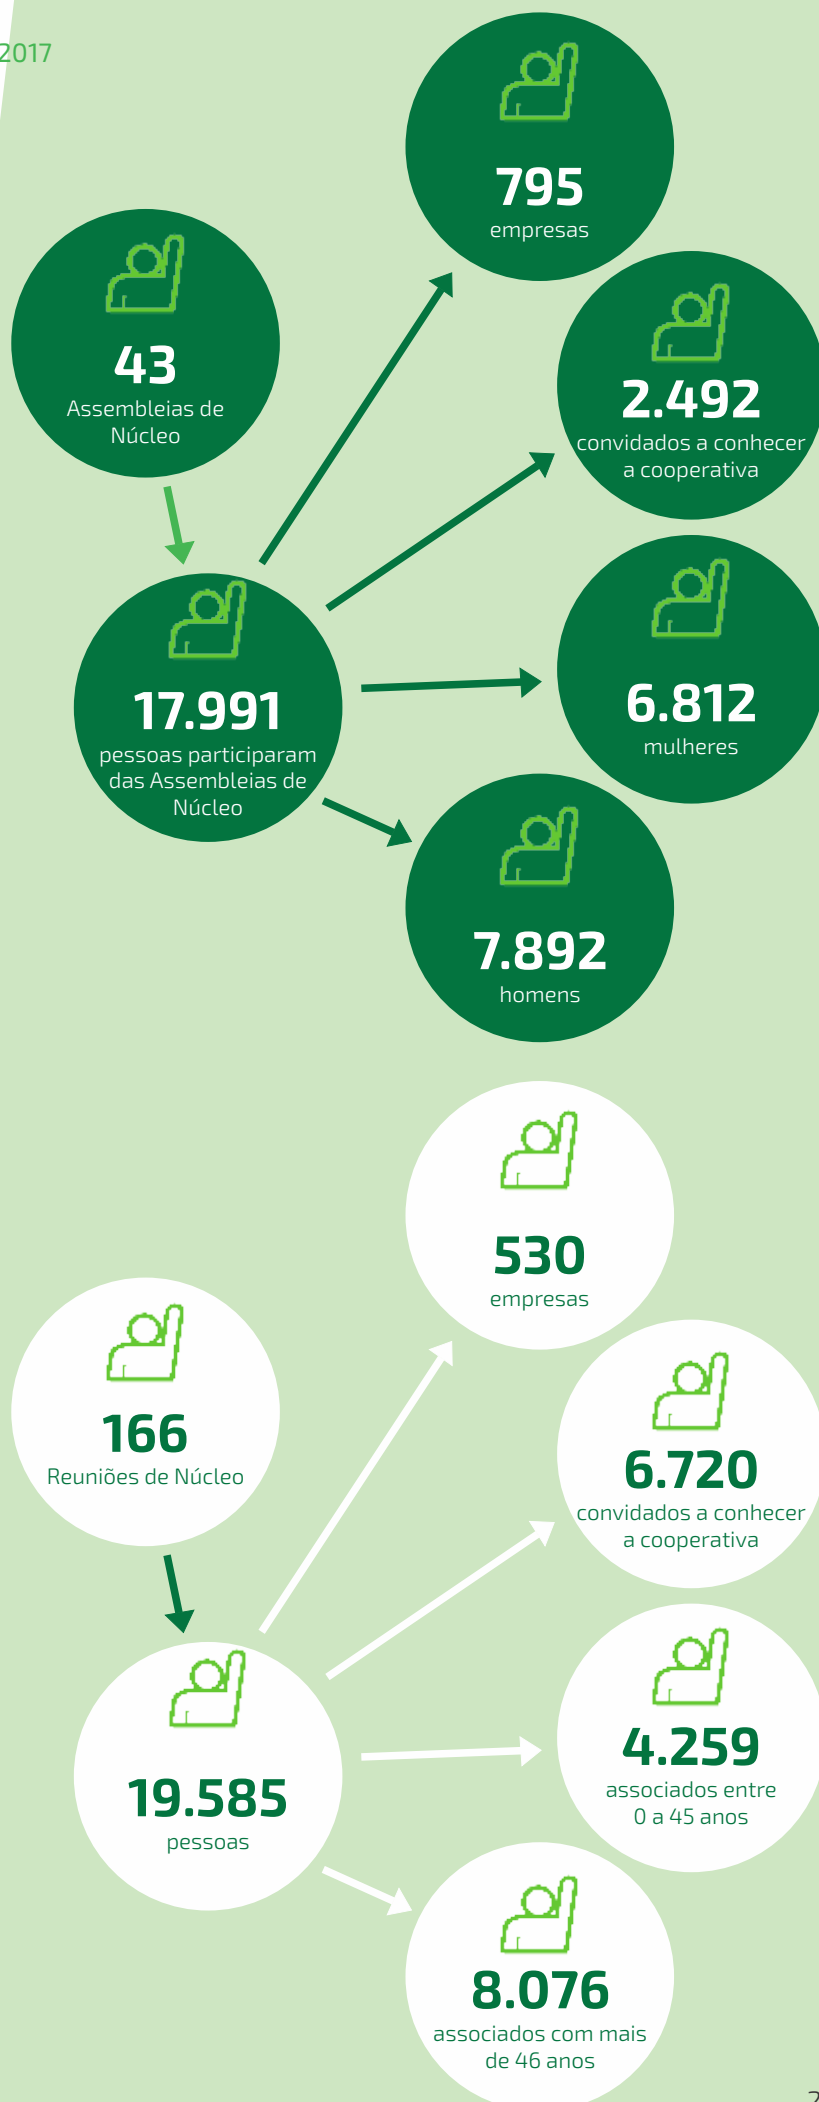 2017
795
empresas
43
Assembleias de
Núcleo
2.492
convidados a conhecer
a cooperativa
17.991
pessoas participaram
das Assembleias de
Núcleo
6.812
mulheres
7.892
homens
530
empresas
166
Reuniões de Núcleo
6.720
convidados a conhecer
a cooperativa
19.585
pessoas
4.259
associados entre
0 a 45 anos
8.076
associados com mais
de 46 anos